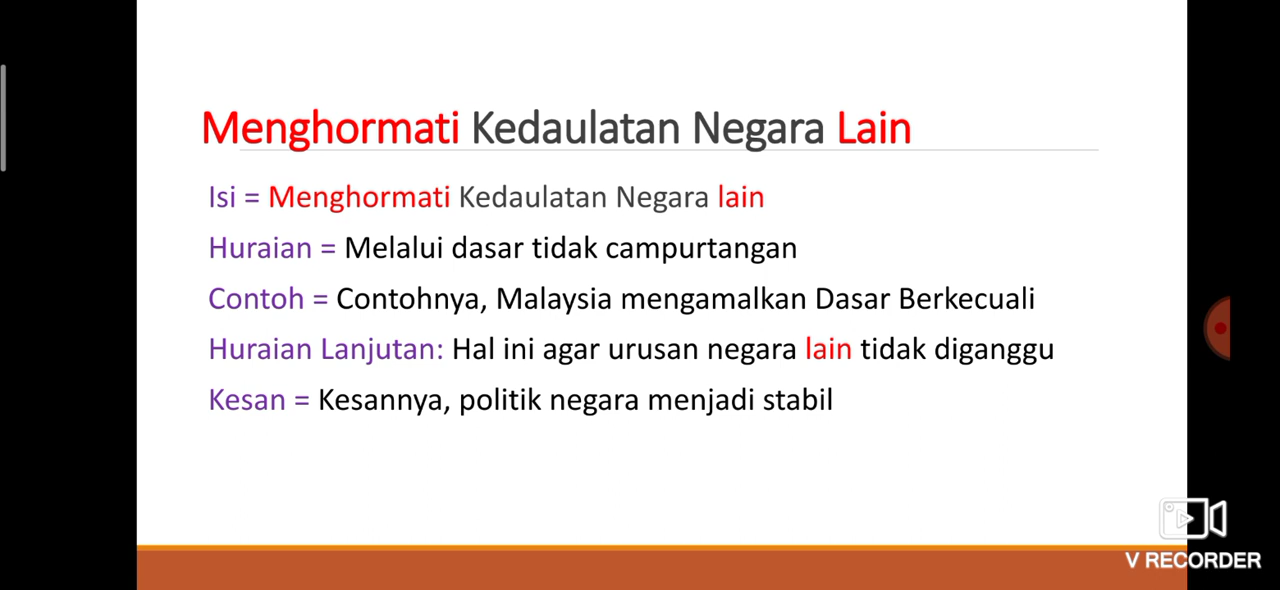 Menghormati Kedaulatan Negara Lain
Isi = Menghormati Kedaulatan Negara lain
Huraian = Melalui dasar tidak campurtangan
Contoh = Contohnya, Malaysia mengamalkan Dasar Berkecuali
Huraian Lanjutan: Hal ini agar urusan negara lain tidak diganggu
Kesan = Kesannya, politik negara menjadi stabil
V RECORDER